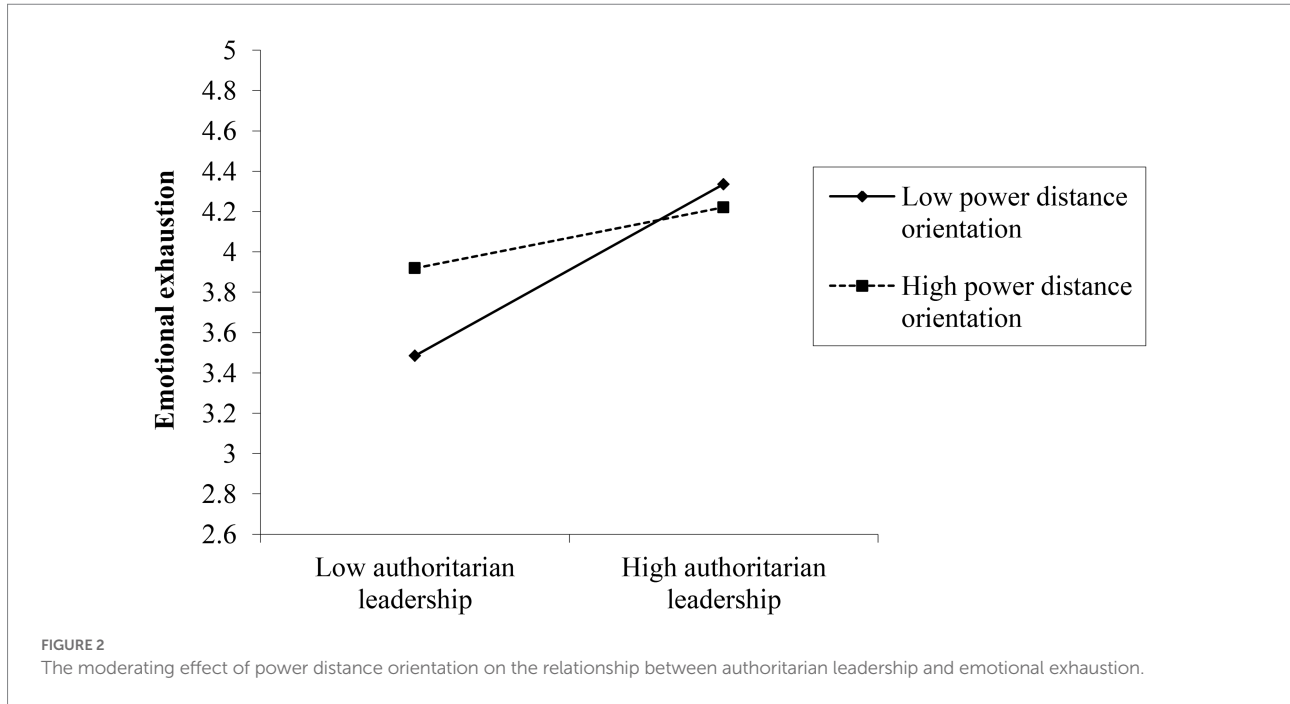 5
4.8
4.6
4.4
4.2
4
3.8
3.6
3.4
3.2
3
2.8
2.6
Emotional exhaustion
Low authoritarian
leadership
High authoritarian
leadership
Low power distance
orientation
High power distance
orientation
FIGURE 2
The moderating effect of power distance orientation on the relationship between authoritarian leadership and emotional exhaustion.